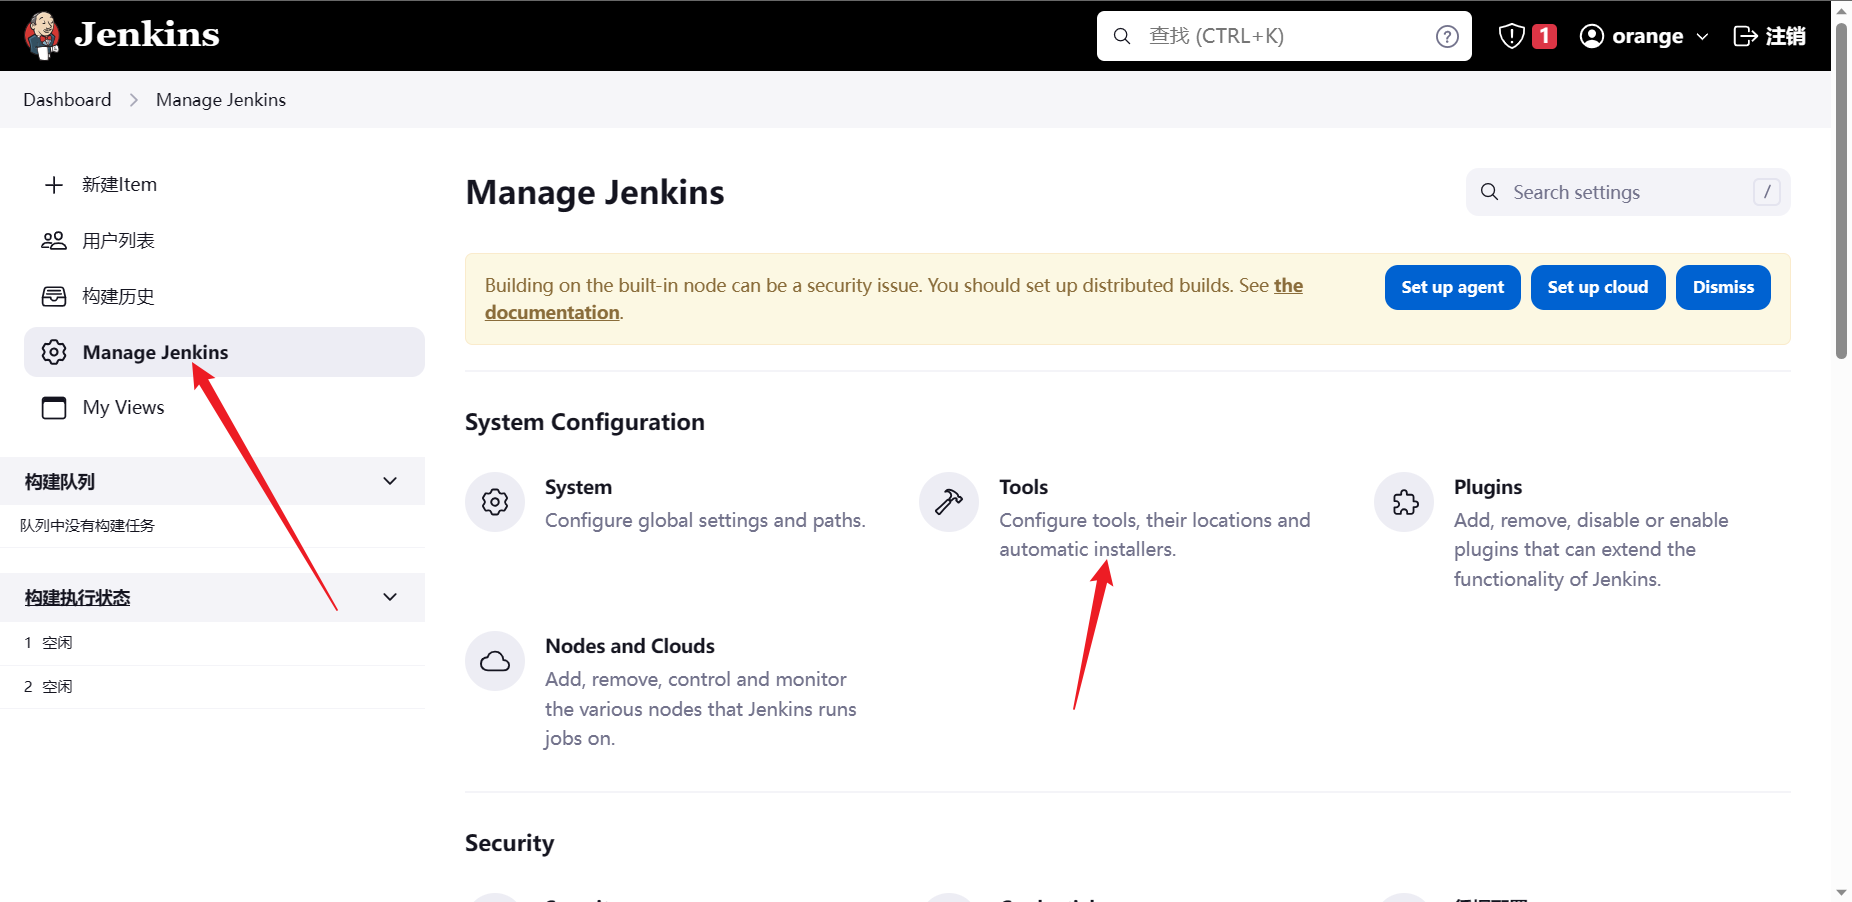 Jenkins
查找 (CTRL+K)
1
orange
注销
Dashboard
Manage Jenkins
新建Item
用户列表
构建历史
Manage Jenkins
My Views
构建队列
队列中没有构建任务
构建执行状态
1 空闲
2 空闲
Manage Jenkins
Search settings
/
Building on the built-in node can be a security issue. You should set up distributed builds. See the
documentation.
Set up agent
Set up cloud
Dismiss
System Configuration
System
Configure global settings and paths.
Tools
Configure tools, their locations and
automatic installers.
Plugins
Add, remove, disable or enable
plugins that can extend the
functionality of Jenkins.
Nodes and Clouds
Add, remove, control and monitor
the various nodes that Jenkins runs
jobs on.
Security